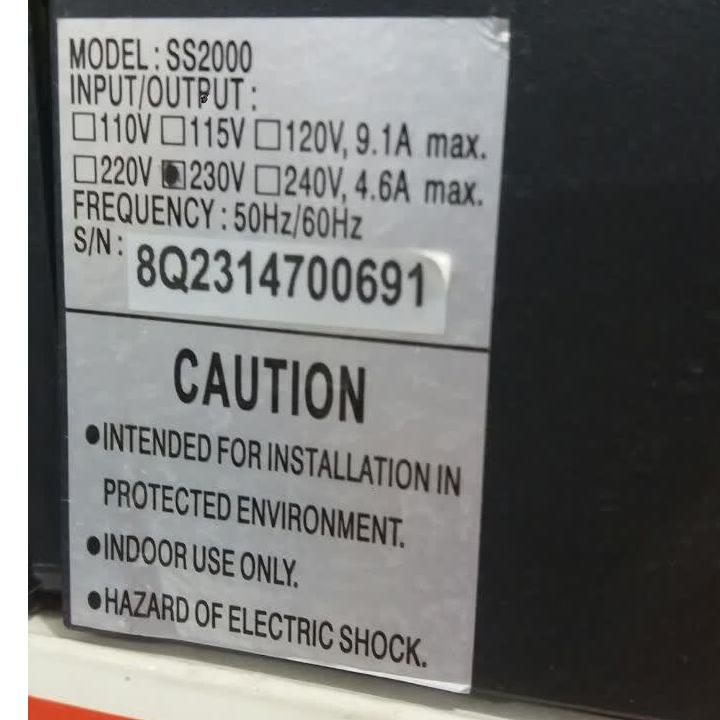 MODEL : SS2000
INPUT/OUTPUT :
☐110V ☐115V ☐120V, 9.1A max.
☐220V ■230V ☐240V, 4.6A max.
FREQUENCY : 50Hz/60Hz
S/N : 8Q2314700691
CAUTION
●INTENDED FOR INSTALLATION IN
PROTECTED ENVIRONMENT.
●INDOOR USE ONLY.
●HAZARD OF ELECTRIC SHOCK.